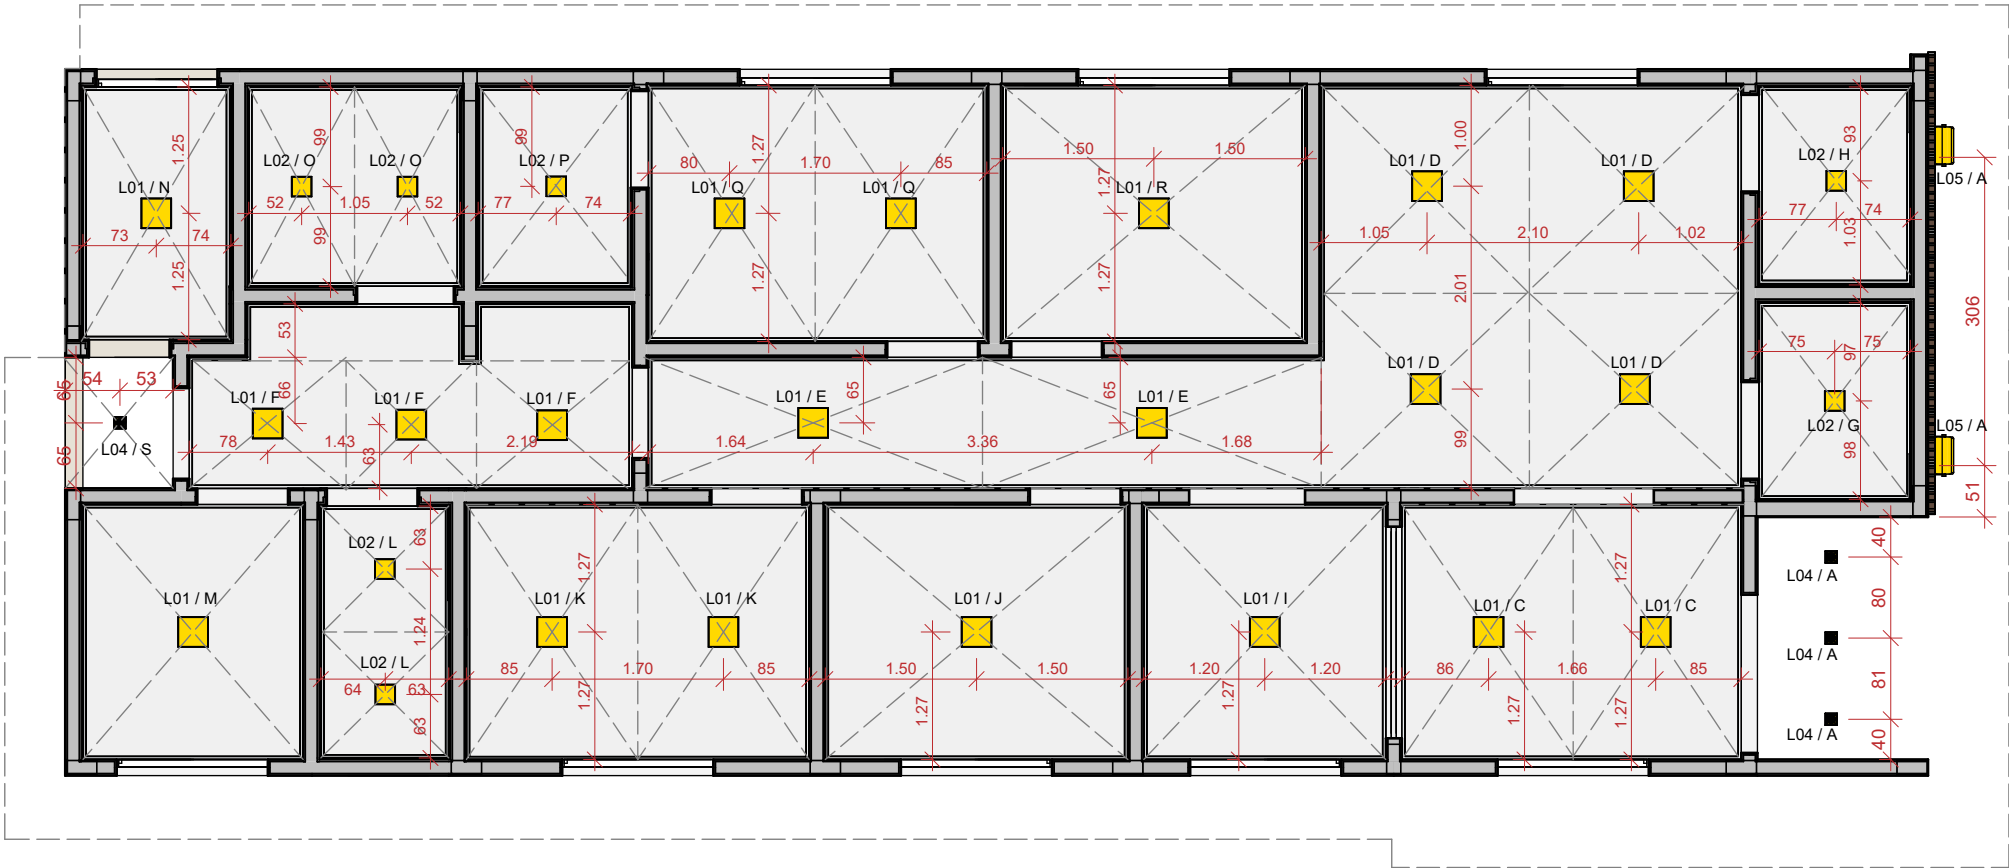 99
99
1.27
1.00
93
1.25
L02 / O
L02 / O
L02 / P
80
1.70
85
1.50
1.50
L01 / D
L01 / D
L02 / H
L05 / A
L01 / N
L01 / Q
L01 / Q
1.27
L01 / R
52
1.05
52
77
74
77
74
73
74
99
1.05
2.10
1.02
1.03
1.25
1.27
1.27
2.01
306
53
75
97
75
54
53
65
L01 / F
66
L01 / F
L01 / F
L01 / E
65
65
L01 / E
L01 / D
L01 / D
L02 / G
L05 / A
L04 / S
65
78
1.43
63
2.19
1.64
3.36
1.68
99
98
51
63
L02 / L
1.27
1.27
40
L04 / A
L01 / M
L01 / K
L01 / K
L01 / J
L01 / I
L01 / C
L01 / C
80
1.24
L04 / A
L02 / L
64
63
85
1.70
85
1.50
1.50
1.20
1.20
86
1.66
85
81
63
1.27
1.27
1.27
1.27
1.27
L04 / A
40